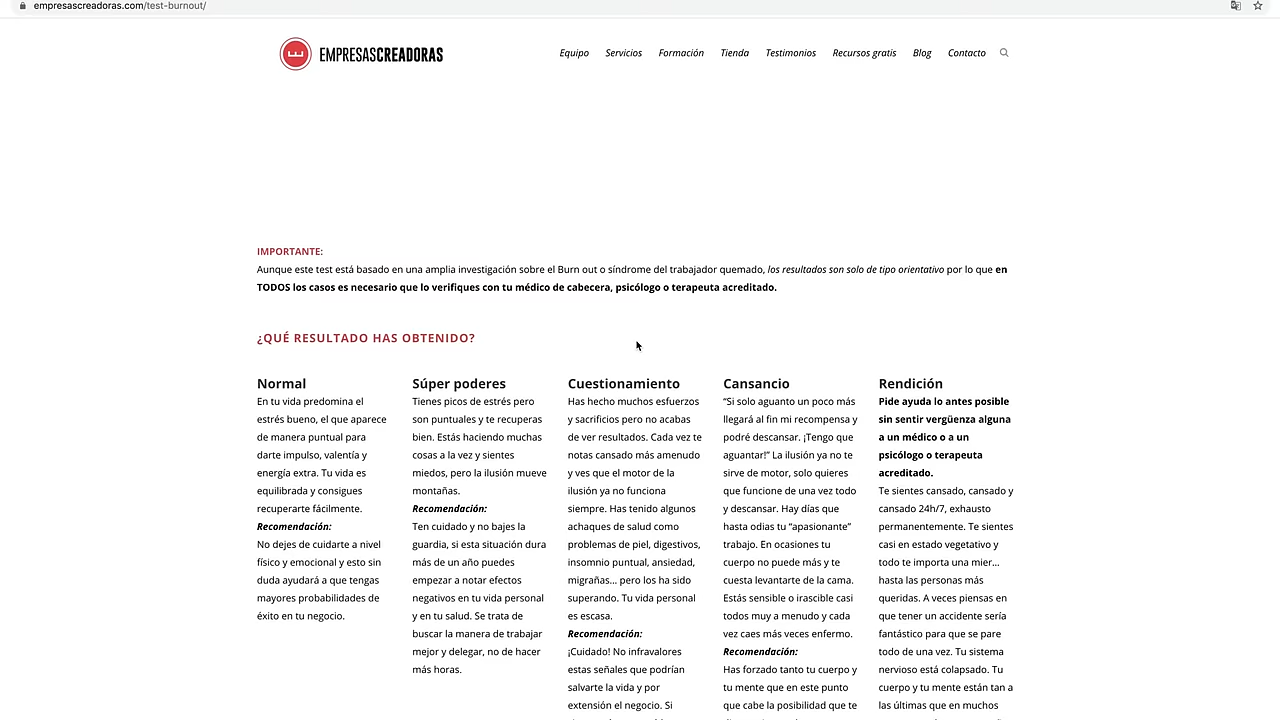 empresascreadoras.com/test-burnout/
EMPRESASCREADORAS
Equipo Servicios Formación Tienda Testimonios Recursos gratis Blog Contacto
IMPORTANTE:
Aunque este test está basado en una amplia investigación sobre el Burn out o síndrome del trabajador quemado, los resultados son solo de tipo orientativo por lo que en
TODOS los casos es necesario que lo verifiques con tu médico de cabecera, psicólogo o terapeuta acreditado.
¿QUÉ RESULTADO HAS OBTENIDO?
Normal
En tu vida predomina el
estrés bueno, el que aparece
de manera puntual para
darte impulso, valentía y
energía extra. Tu vida es
equilibrada y consigues
recuperarte fácilmente.
Recomendación:
No dejes de cuidarte a nivel
físico y emocional y esto sin
duda ayudará a que tengas
mayores probabilidades de
éxito en tu negocio.
Súper poderes
Tienes picos de estrés pero
son puntuales y te recuperas
bien. Estás haciendo muchas
cosas a la vez y sientes
miedos, pero la ilusión mueve
montañas.
Recomendación:
Ten cuidado y no bajes la
guardia, si esta situación dura
más de un año puedes
empezar a notar efectos
negativos en tu vida personal
y en tu salud. Se trata de
buscar la manera de trabajar
mejor y delegar, no de hacer
más horas.
Cuestionamiento
Has hecho muchos esfuerzos
y sacrificios pero no acabas
de ver resultados. Cada vez te
notas cansado más amenudo
y ves que el motor de la
ilusión ya no funciona
siempre. Has tenido algunos
achaques de salud como
problemas de piel, digestivos,
insomnio puntual, ansiedad,
migrañas... pero los ha sido
superando. Tu vida personal
es escasa.
Recomendación:
¡Cuidado! No infravalores
estas señales que podrían
salvarte la vida y por
extensión el negocio. Si
Cansancio
“Si solo aguanto un poco más
llegará al fin mi recompensa y
podré descansar. ¡Tengo que
aguantar!” La ilusión ya no te
sirve de motor, solo quieres
que funcione de una vez todo
y descansar. Hay días que
hasta odias tu “apasionante”
trabajo. En ocasiones tu
cuerpo no puede más y te
cuesta levantarte de la cama.
Estás sensible o irascible casi
todos muy a menudo y cada
vez caes más veces enfermo.
Recomendación:
Has forzado tanto tu cuerpo y
tu mente que en este punto
que cabe la posibilidad que te
Rendición
Pide ayuda lo antes posible
sin sentir vergüenza alguna
a un médico o a un
psicólogo o terapeuta
acreditado.
Te sientes cansado, cansado y
cansado 24h/7, exhausto
permanentemente. Te sientes
casi en estado vegetativo y
todo te importa una mier...
hasta las personas más
queridas. A veces piensas en
que tener un accidente sería
fantástico para que se pare
todo de una vez. Tu sistema
nervioso está colapsado. Tu
cuerpo y tu mente están tan a
las últimas que en muchos